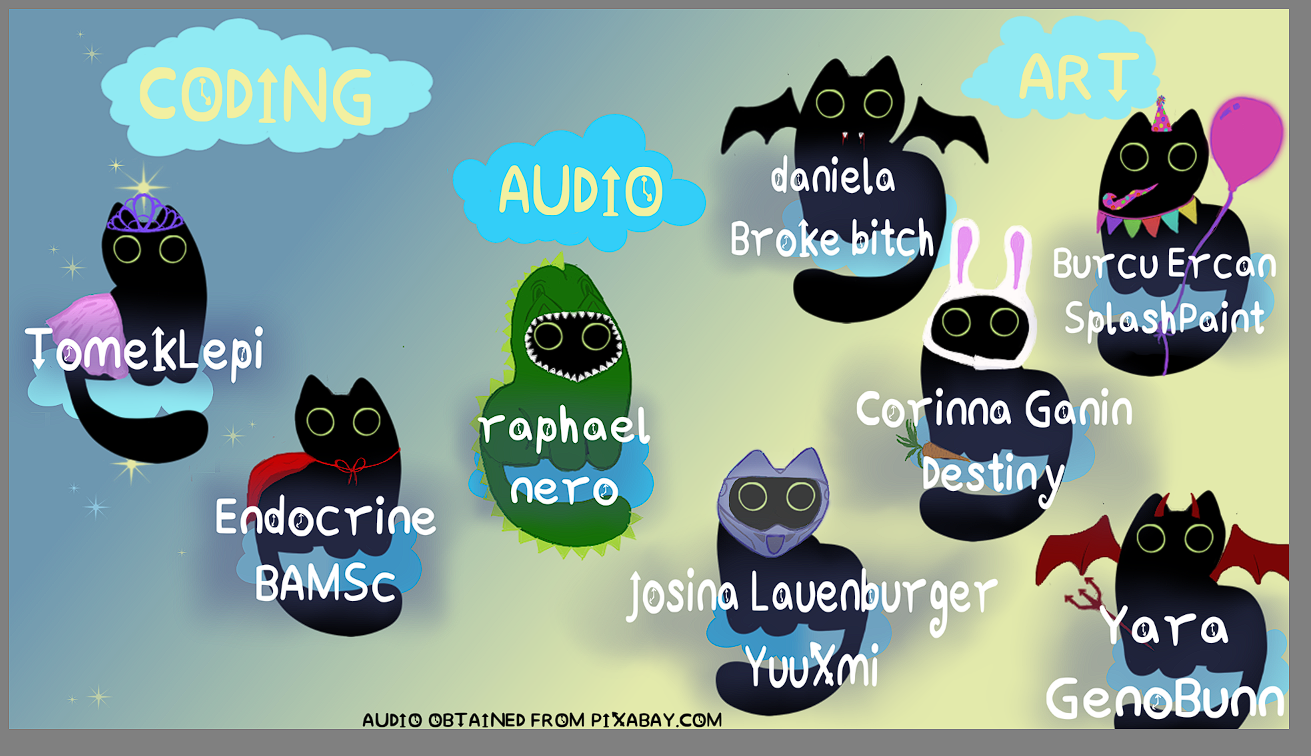 CODING
TomekLepi
Endocrine
BAMSc
AUDIO
raphael
nero
ART
daniela
Broke bitch
Burcu Ercan
SplashPaint
Corinna Ganin
Destiny
Josina Lauenburger
YuuXmi
Yara
GenoBunn
AUDIO OBTAINED FROM PIXABAY.COM